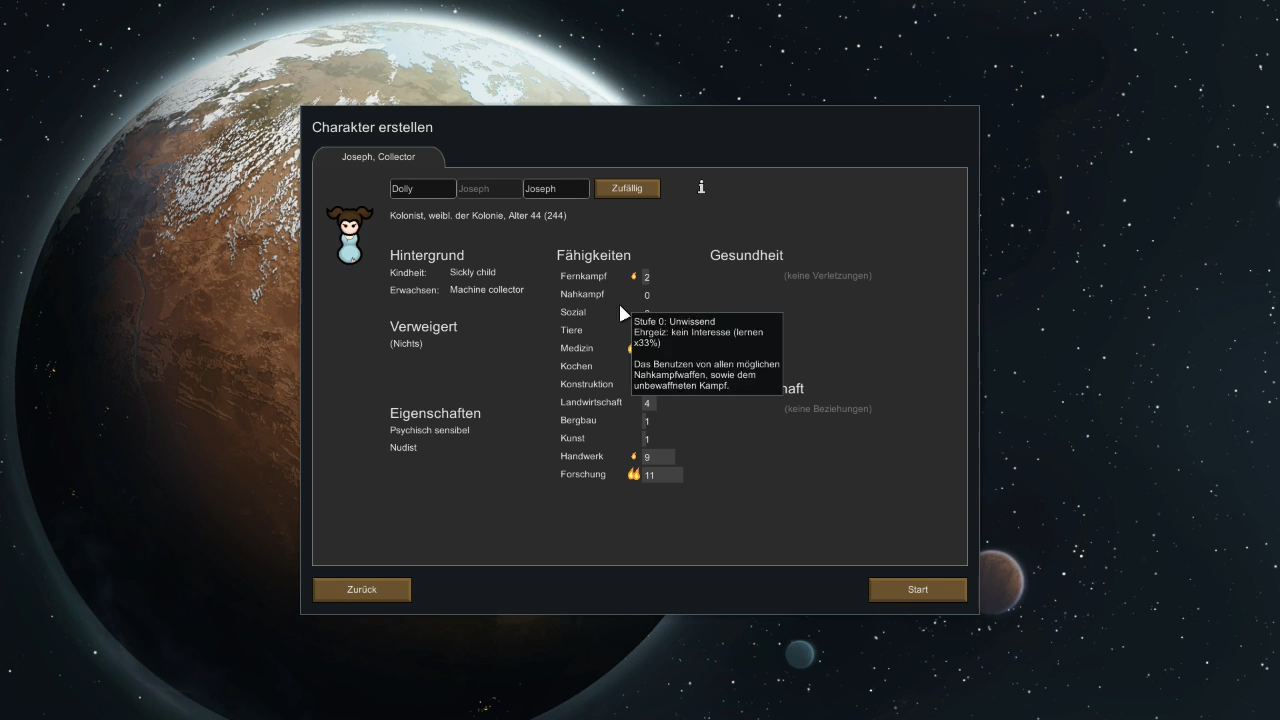 Charakter erstellen
Joseph, Collector
Dolly Joseph Joseph Zufällig
Kolonist, weibl. der Kolonie, Alter 44 (244)
Hintergrund
Kindheit: Sickly child
Erwachsen: Machine collector
Verweigert
(Nichts)
Eigenschaften
Psychisch sensibel
Nudist
Fähigkeiten
Fernkampf 2
Nahkampf 0
Sozial
Tiere
Medizin
Kochen
Konstruktion
Landwirtschaft 4
Bergbau 1
Kunst 1
Handwerk 9
Forschung 11
Stufe 0: Unwissend
Ehrgeiz: kein Interesse (lernen
x33%)
Das Benutzen von allen möglichen
Nahkampfwaffen, sowie dem
unbewaffneten Kampf.
Gesundheit
(keine Verletzungen)
haft
(keine Beziehungen)
Zurück
Start